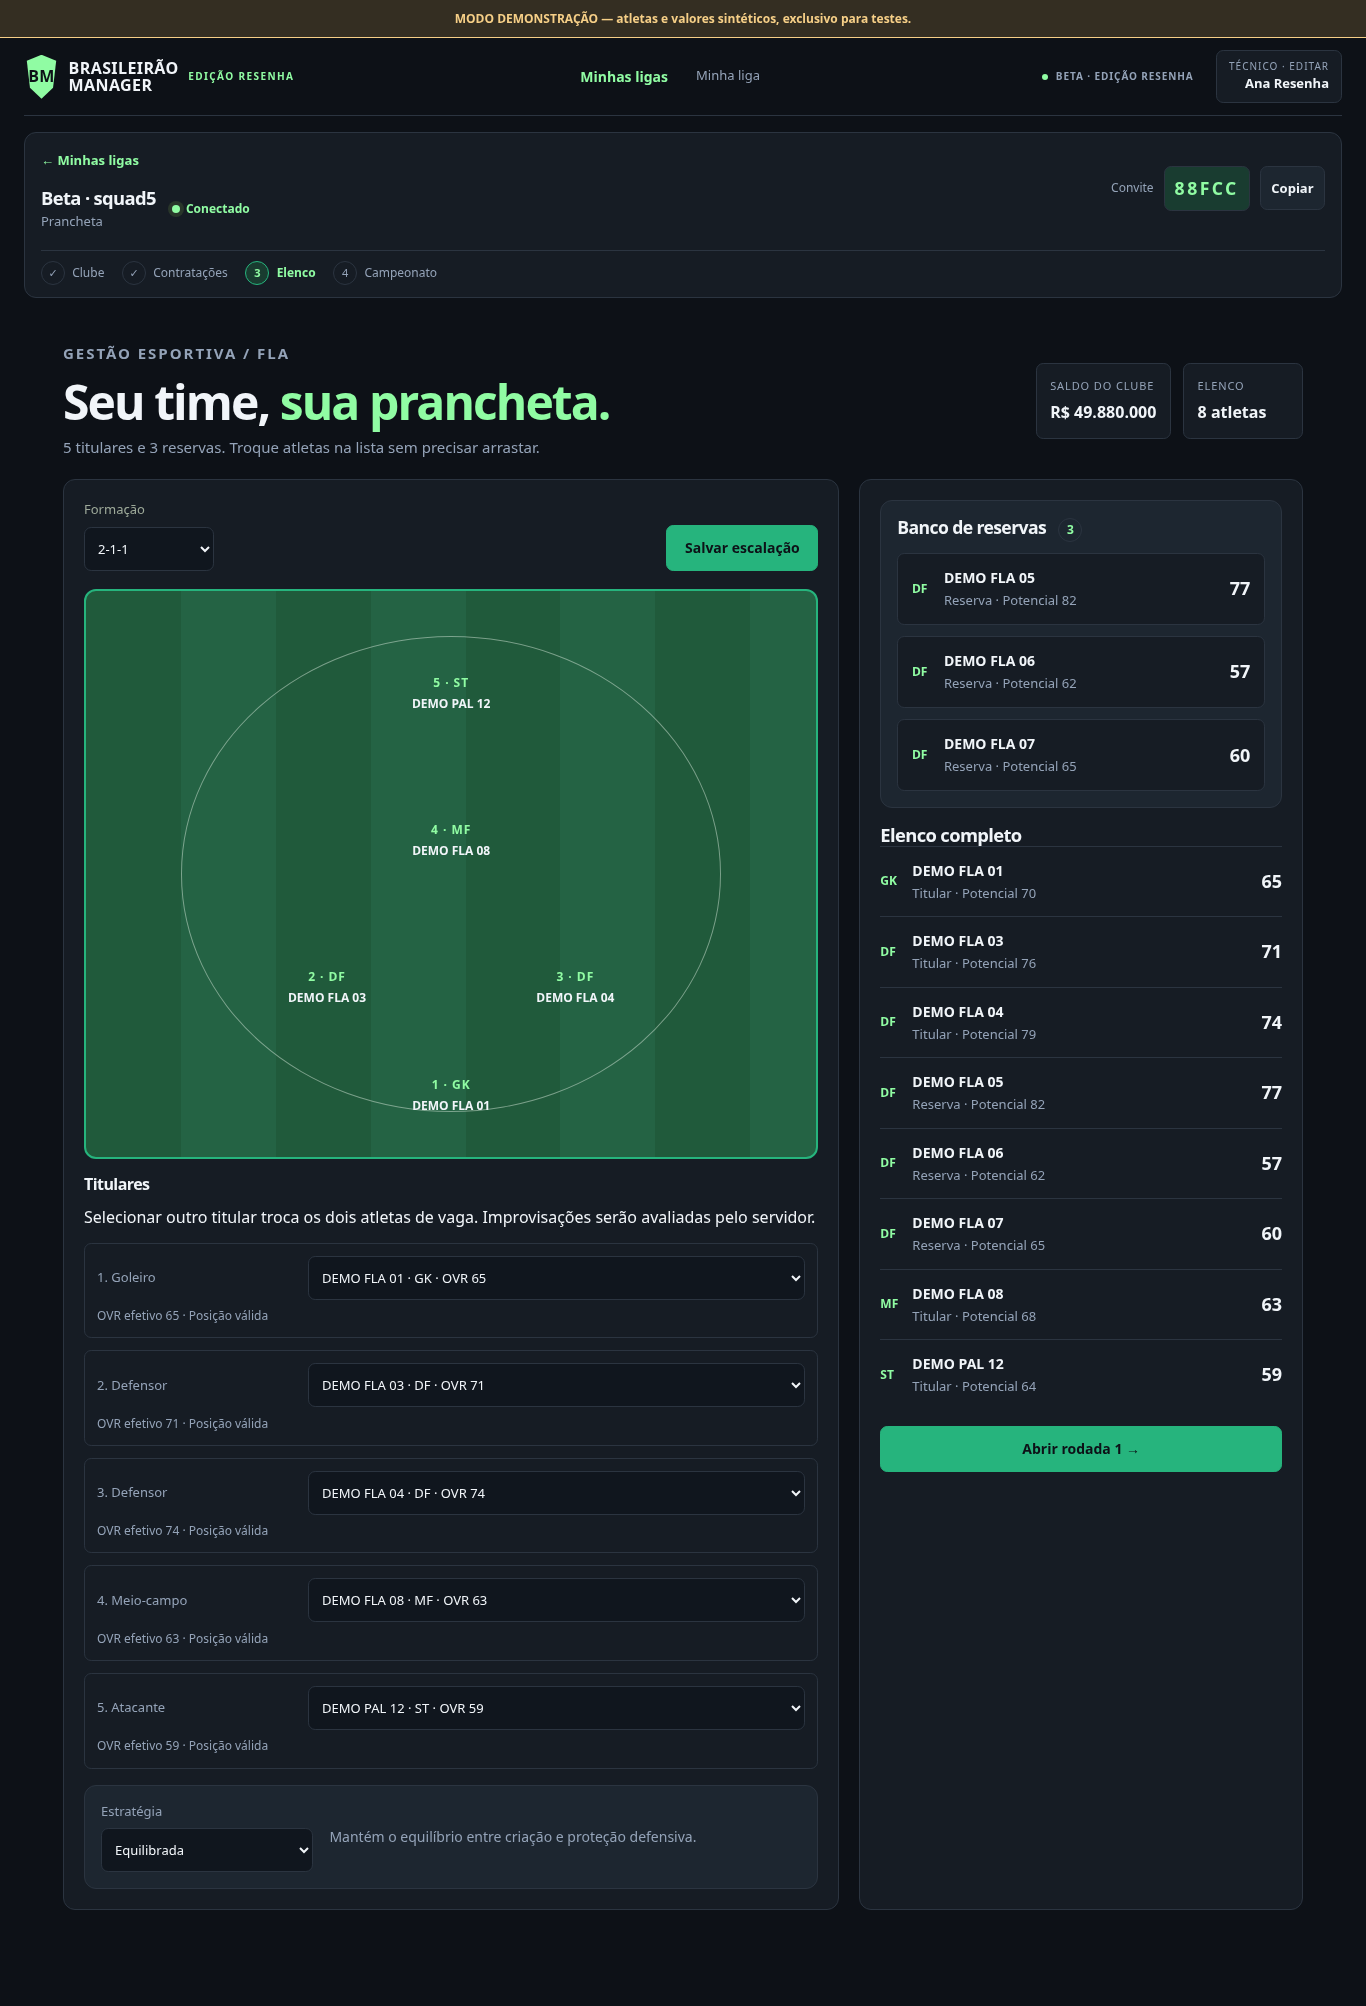 MODO DEMONSTRAÇÃO — atletas e valores sintéticos, exclusivo para testes.
BM
BRASILEIRÃO
MANAGER
EDIÇÃO RESENHA
Minhas ligas
Minha liga
BETA · EDIÇÃO RESENHA
TÉCNICO · EDITAR
Ana Resenha
← Minhas ligas
Beta · squad5
Conectado
Prancheta
Convite
88FCC
Copiar
✓ Clube
✓ Contratações
3 Elenco
4 Campeonato
GESTÃO ESPORTIVA / FLA
Seu time, sua prancheta.
5 titulares e 3 reservas. Troque atletas na lista sem precisar arrastar.
SALDO DO CLUBE
R$ 49.880.000
ELENCO
8 atletas
Formação
2-1-1
Salvar escalação
5 · ST
DEMO PAL 12
4 · MF
DEMO FLA 08
2 · DF
DEMO FLA 03
3 · DF
DEMO FLA 04
1 · GK
DEMO FLA 01
Titulares
Selecionar outro titular troca os dois atletas de vaga. Improvisações serão avaliadas pelo servidor.
1. Goleiro
DEMO FLA 01 · GK · OVR 65
OVR efetivo 65 · Posição válida
2. Defensor
DEMO FLA 03 · DF · OVR 71
OVR efetivo 71 · Posição válida
3. Defensor
DEMO FLA 04 · DF · OVR 74
OVR efetivo 74 · Posição válida
4. Meio-campo
DEMO FLA 08 · MF · OVR 63
OVR efetivo 63 · Posição válida
5. Atacante
DEMO PAL 12 · ST · OVR 59
OVR efetivo 59 · Posição válida
Estratégia
Equilibrada
Mantém o equilíbrio entre criação e proteção defensiva.
Banco de reservas 3
DF
DEMO FLA 05
Reserva · Potencial 82
77
DF
DEMO FLA 06
Reserva · Potencial 62
57
DF
DEMO FLA 07
Reserva · Potencial 65
60
Elenco completo
GK
DEMO FLA 01
Titular · Potencial 70
65
DF
DEMO FLA 03
Titular · Potencial 76
71
DF
DEMO FLA 04
Titular · Potencial 79
74
DF
DEMO FLA 05
Reserva · Potencial 82
77
DF
DEMO FLA 06
Reserva · Potencial 62
57
DF
DEMO FLA 07
Reserva · Potencial 65
60
MF
DEMO FLA 08
Titular · Potencial 68
63
ST
DEMO PAL 12
Titular · Potencial 64
59
Abrir rodada 1 →